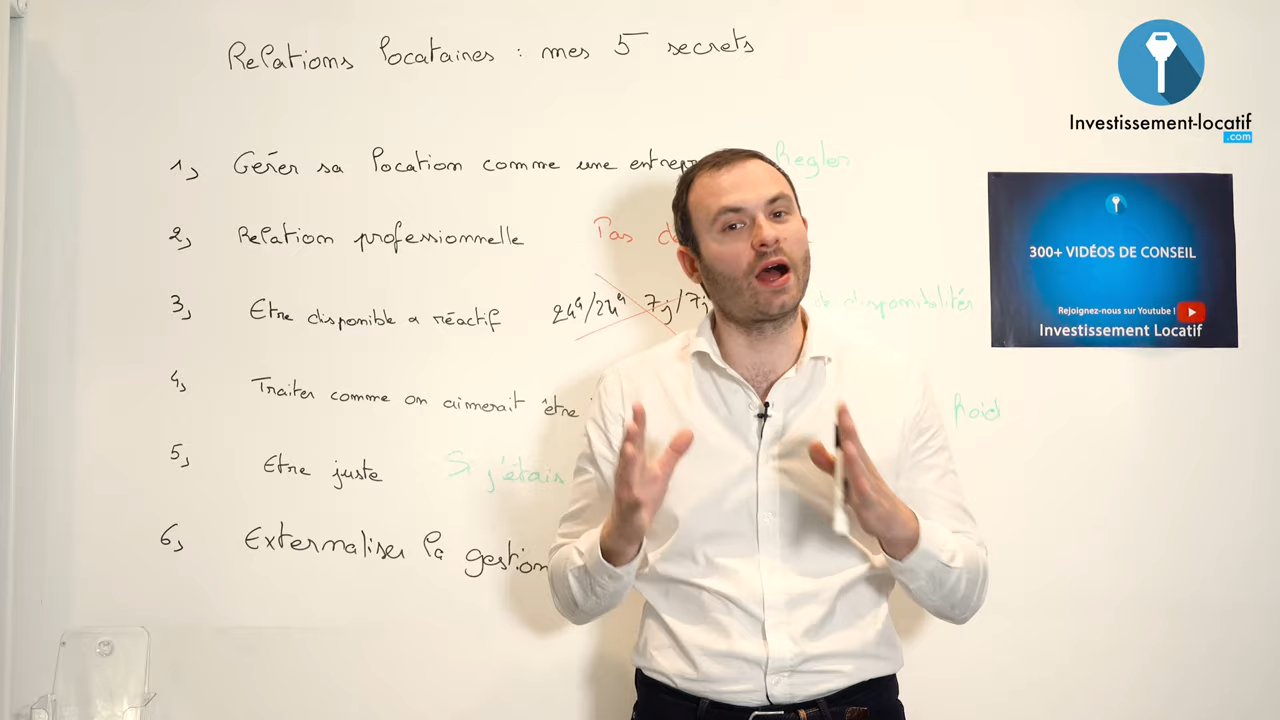 Relations locataires : mes 5 secrets
1, Gérer sa location comme une entrep Regler
2, Relation professionnelle Pas de
3, Etre disponible & réactif 24h/24h 7j/7j de disponibilités
4, Traiter comme on aimerait être froid
5, Etre juste Si j'étais
6, Externaliser la gestion
Investissement-locatif
.com
300+ VIDÉOS DE CONSEIL
Rejoignez-nous sur Youtube !
Investissement Locatif